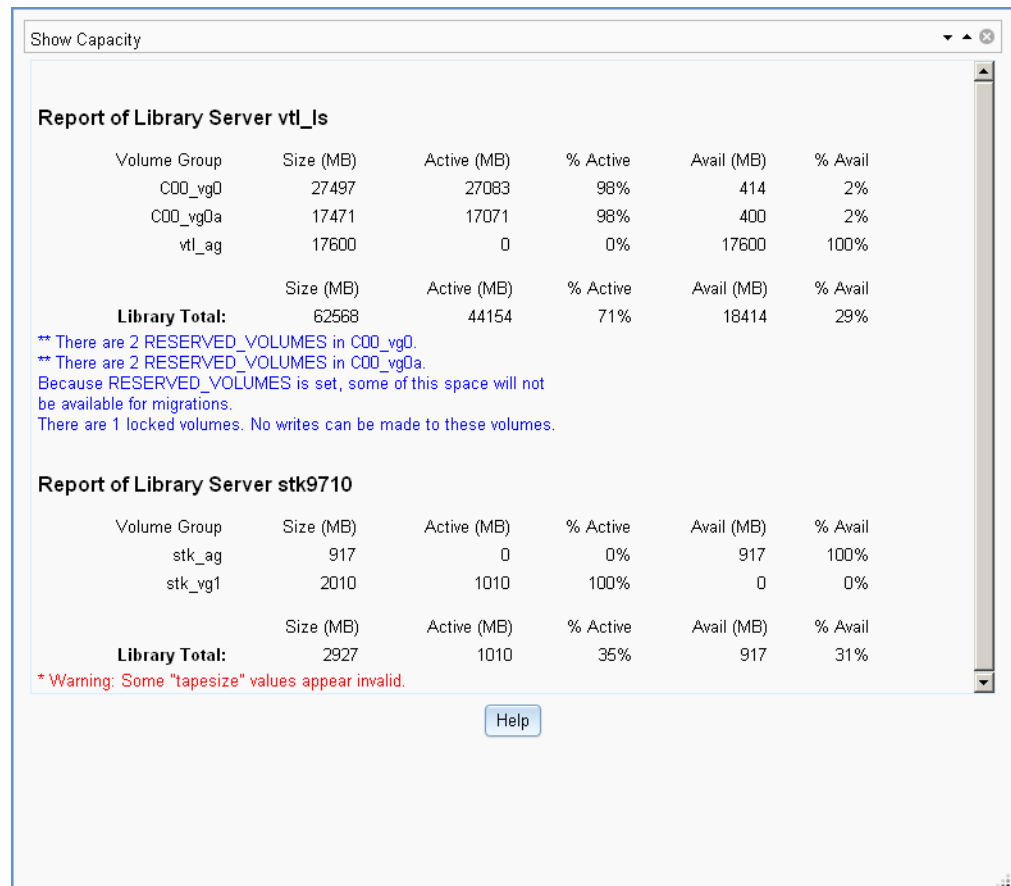 Show Capacity
Report of Library Server vtl_ls
Volume Group Size (MB) Active (MB) % Active Avail (MB) % Avail
C00_vg0 27497 27083 98% 414 2%
C00_vg0a 17471 17071 98% 400 2%
vtl_ag 17600 0 0% 17600 100%
Size (MB) Active (MB) % Active Avail (MB) % Avail
Library Total: 62568 44154 71% 18414 29%
** There are 2 RESERVED_VOLUMES in C00_vg0.
** There are 2 RESERVED_VOLUMES in C00_vg0a.
Because RESERVED_VOLUMES is set, some of this space will not
be available for migrations.
There are 1 locked volumes. No writes can be made to these volumes.
Report of Library Server stk9710
Volume Group Size (MB) Active (MB) % Active Avail (MB) % Avail
stk_ag 917 0 0% 917 100%
stk_vg1 2010 1010 100% 0 0%
Size (MB) Active (MB) % Active Avail (MB) % Avail
Library Total: 2927 1010 35% 917 31%
* Warning: Some "tapesize" values appear invalid.
Help